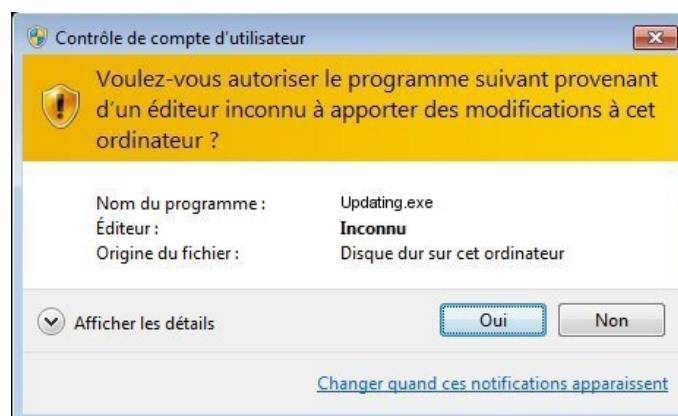 Contrôle de compte d'utilisateur
Voulez-vous autoriser le programme suivant provenant
d'un éditeur inconnu à apporter des modifications à cet
ordinateur ?
Nom du programme : Updating.exe
Éditeur : Inconnu
Origine du fichier : Disque dur sur cet ordinateur
Afficher les détails Oui Non
Changer quand ces notifications apparaissent